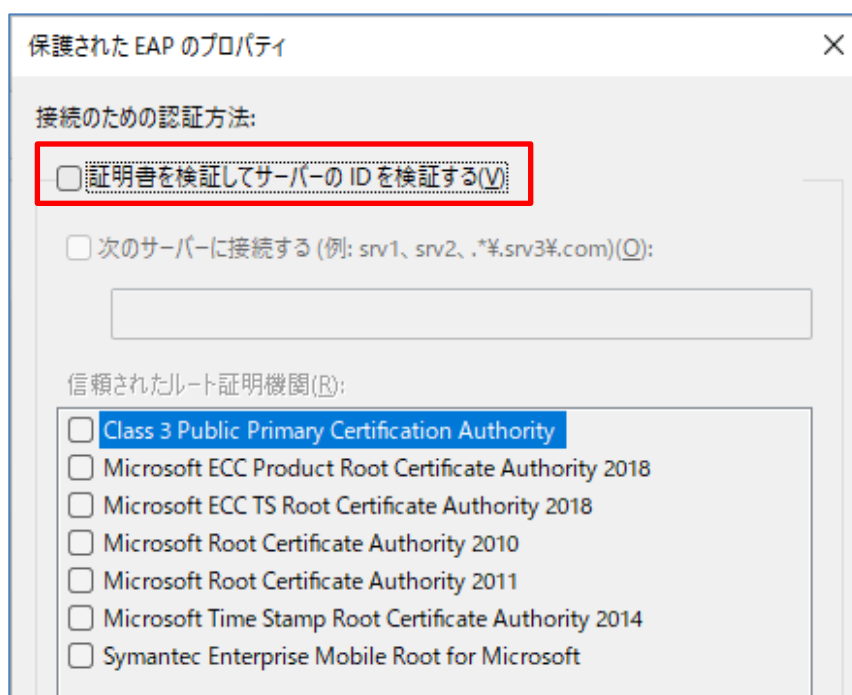 保護された EAP のプロパティ
接続のための認証方法:
証明書を検証してサーバーの ID を検証する(V)
次のサーバーに接続する (例: srv1、srv2、.*¥.srv3¥.com)(O):
信頼されたルート証明機関(R):
Class 3 Public Primary Certification Authority
Microsoft ECC Product Root Certificate Authority 2018
Microsoft ECC TS Root Certificate Authority 2018
Microsoft Root Certificate Authority 2010
Microsoft Root Certificate Authority 2011
Microsoft Time Stamp Root Certificate Authority 2014
Symantec Enterprise Mobile Root for Microsoft